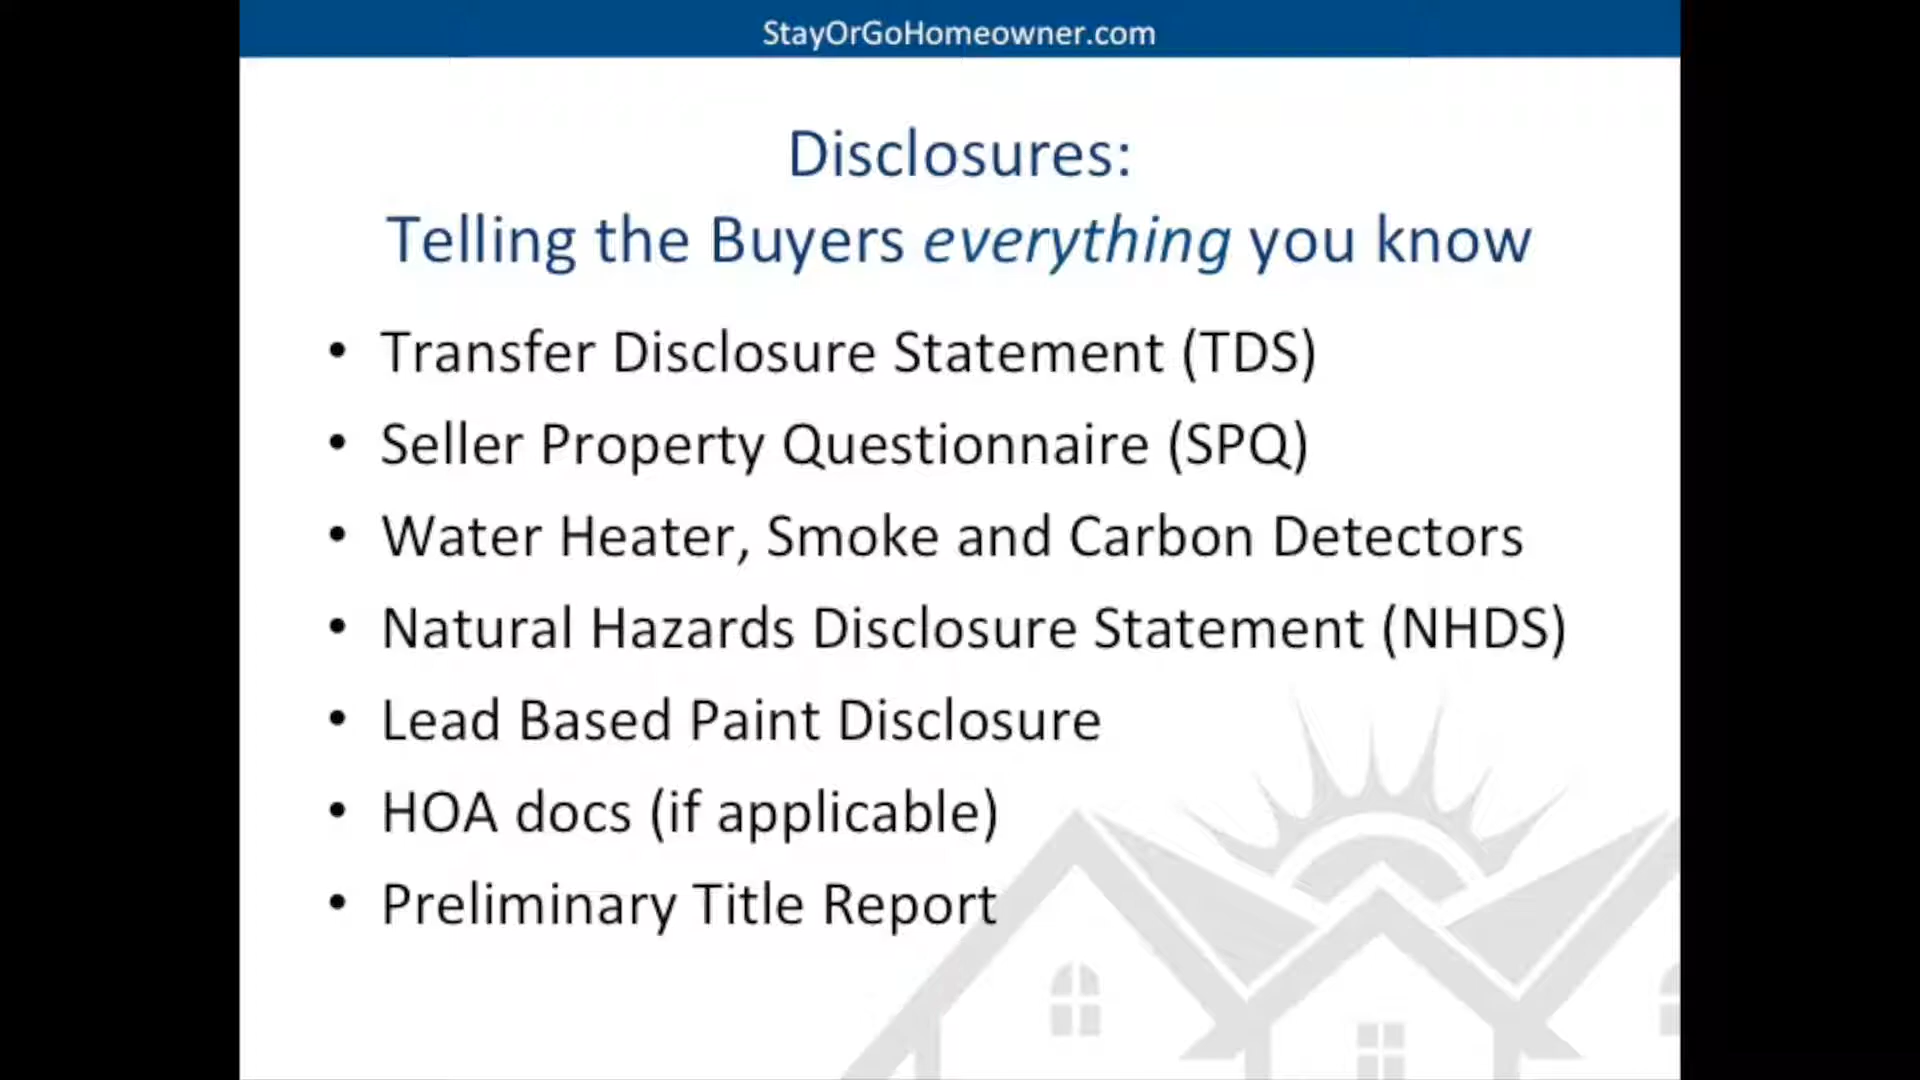 StayOrGoHomeowner.com
Disclosures:
Telling the Buyers everything you know
• Transfer Disclosure Statement (TDS)
• Seller Property Questionnaire (SPQ)
• Water Heater, Smoke and Carbon Detectors
• Natural Hazards Disclosure Statement (NHDS)
• Lead Based Paint Disclosure
• HOA docs (if applicable)
• Preliminary Title Report